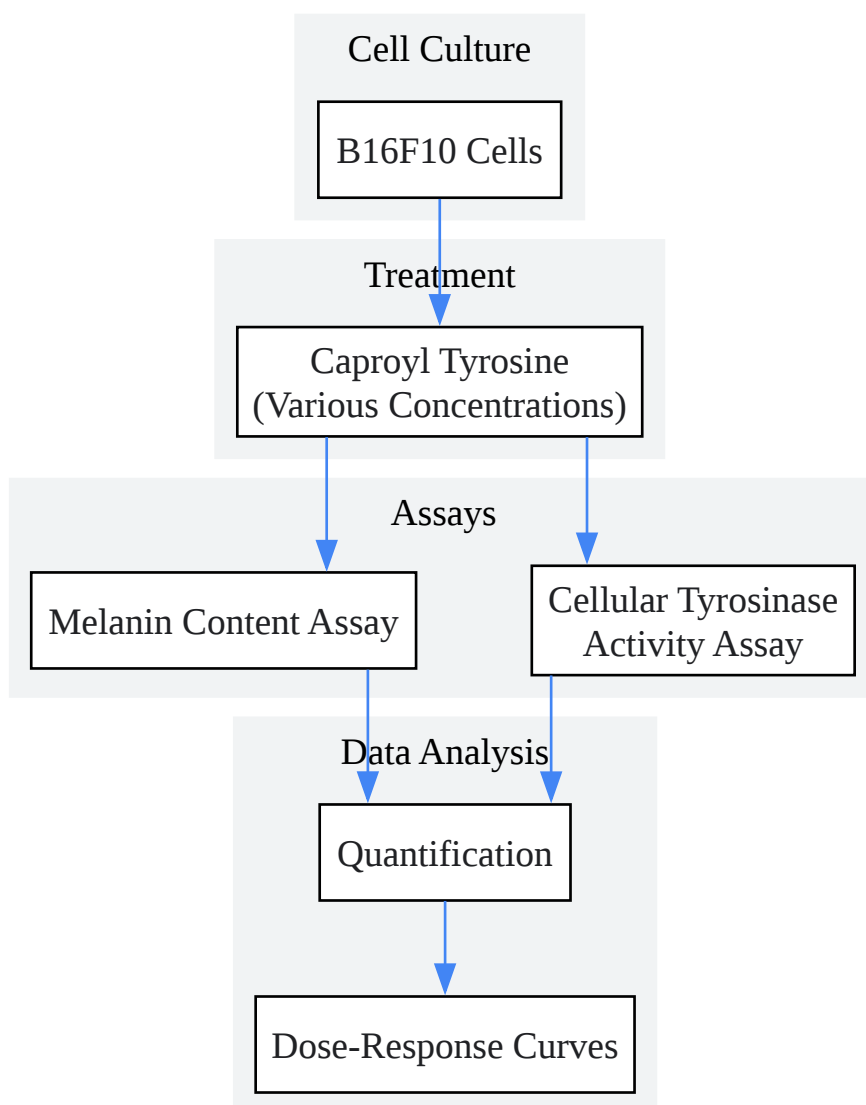 Cell Culture
B16F10 Cells
Treatment
Caproyl Tyrosine
(Various Concentrations)
Assays
Melanin Content Assay
Cellular Tyrosinase
Activity Assay
Data Analysis
Quantification
Dose-Response Curves